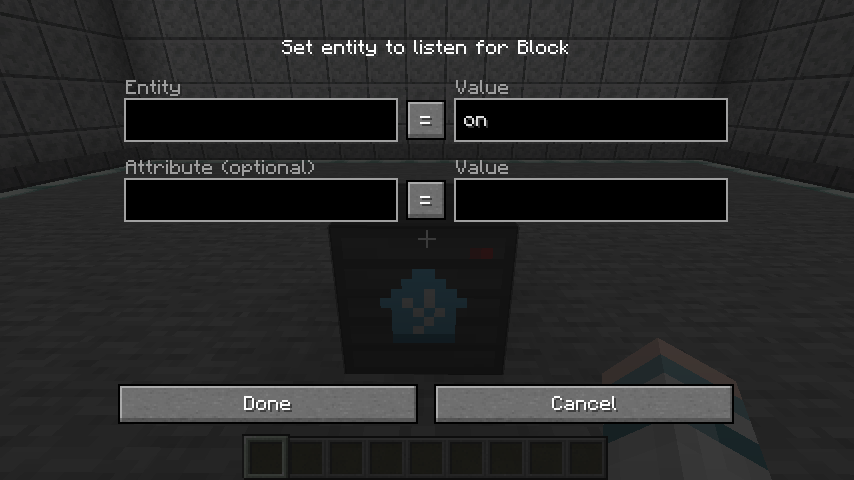 Set entity to listen for Block
Entity Value
= on
Attribute (optional) Value
=
Done Cancel